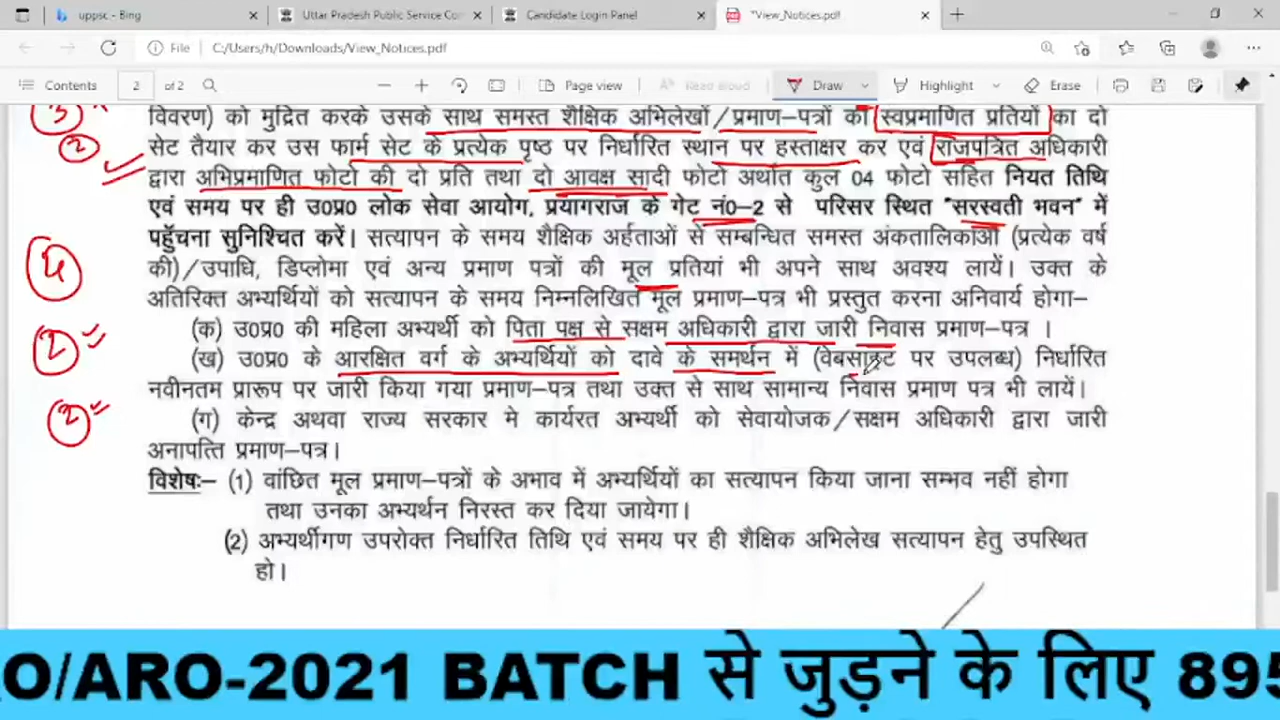 uppsc - Bing
Uttar Pradesh Public Service Con
Candidate Login Panel
*View_Notices.pdf
File C:/Users/h/Downloads/View_Notices.pdf
Contents 2 of 2 Page view Read aloud Draw Highlight Erase
विवरण) को मुद्रित करके उसके साथ समस्त शैक्षिक अभिलेखों/प्रमाण-पत्रों की स्वप्रमाणित प्रतियों का दो
सेट तैयार कर उस फार्म सेट के प्रत्येक पृष्ठ पर निर्धारित स्थान पर हस्ताक्षर कर एवं राजपत्रित अधिकारी
द्वारा अभिप्रमाणित फोटो की दो प्रति तथा दो आवक्ष सादी फोटो अर्थात कुल 04 फोटो सहित नियत तिथि
एवं समय पर ही उ0प्र0 लोक सेवा आयोग, प्रयागराज के गेट नं0-2 से परिसर स्थित "सरस्वती भवन" में
पहुँचना सुनिश्चित करें। सत्यापन के समय शैक्षिक अर्हताओं से सम्बन्धित समस्त अंकतालिकाओं (प्रत्येक वर्ष
की)/उपाधि, डिप्लोमा एवं अन्य प्रमाण पत्रों की मूल प्रतियां भी अपने साथ अवश्य लायें। उक्त के
अतिरिक्त अभ्यर्थियों को सत्यापन के समय निम्नलिखित मूल प्रमाण-पत्र भी प्रस्तुत करना अनिवार्य होगा-
(क) उ0प्र0 की महिला अभ्यर्थी को पिता पक्ष से सक्षम अधिकारी द्वारा जारी निवास प्रमाण-पत्र ।
(ख) उ0प्र0 के आरक्षित वर्ग के अभ्यर्थियों को दावे के समर्थन में (वेबसाइट पर उपलब्ध) निर्धारित
नवीनतम प्रारूप पर जारी किया गया प्रमाण-पत्र तथा उक्त से साथ सामान्य निवास प्रमाण पत्र भी लायें।
(ग) केन्द्र अथवा राज्य सरकार मे कार्यरत अभ्यर्थी को सेवायोजक/सक्षम अधिकारी द्वारा जारी
अनापत्ति प्रमाण-पत्र।
विशेषः- (1) वांछित मूल प्रमाण-पत्रों के अभाव में अभ्यर्थियों का सत्यापन किया जाना सम्भव नहीं होगा
तथा उनका अभ्यर्थन निरस्त कर दिया जायेगा।
(2) अभ्यर्थीगण उपरोक्त निर्धारित तिथि एवं समय पर ही शैक्षिक अभिलेख सत्यापन हेतु उपस्थित
हो।
3
2
4
2
2
O/ARO-2021 BATCH से जुड़ने के लिए 895